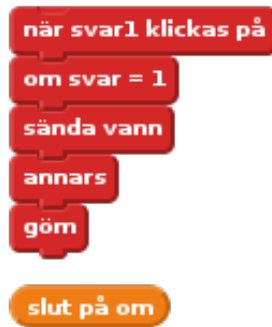 när svar1 klickas på
om svar = 1
sända vann
annars
göm
slut på om